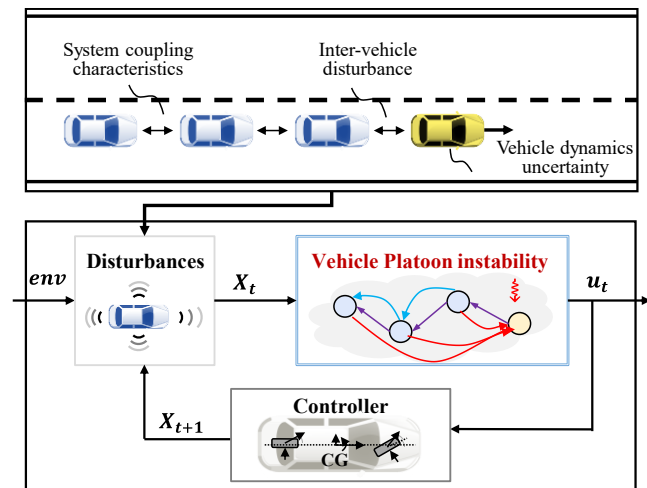 System coupling
characteristics
Inter-vehicle
disturbance
Vehicle dynamics
uncertainty
env
Disturbances
X_t
Vehicle Platoon instability
u_t
X_{t+1}
Controller
CG